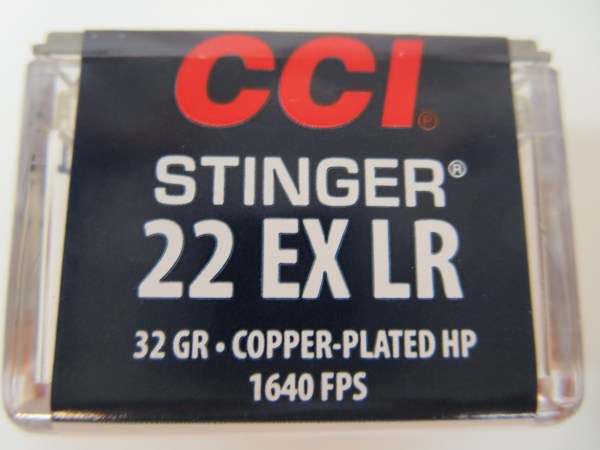 CCI®
STINGER®
22 EX LR
32 GR • COPPER-PLATED HP
1640 FPS